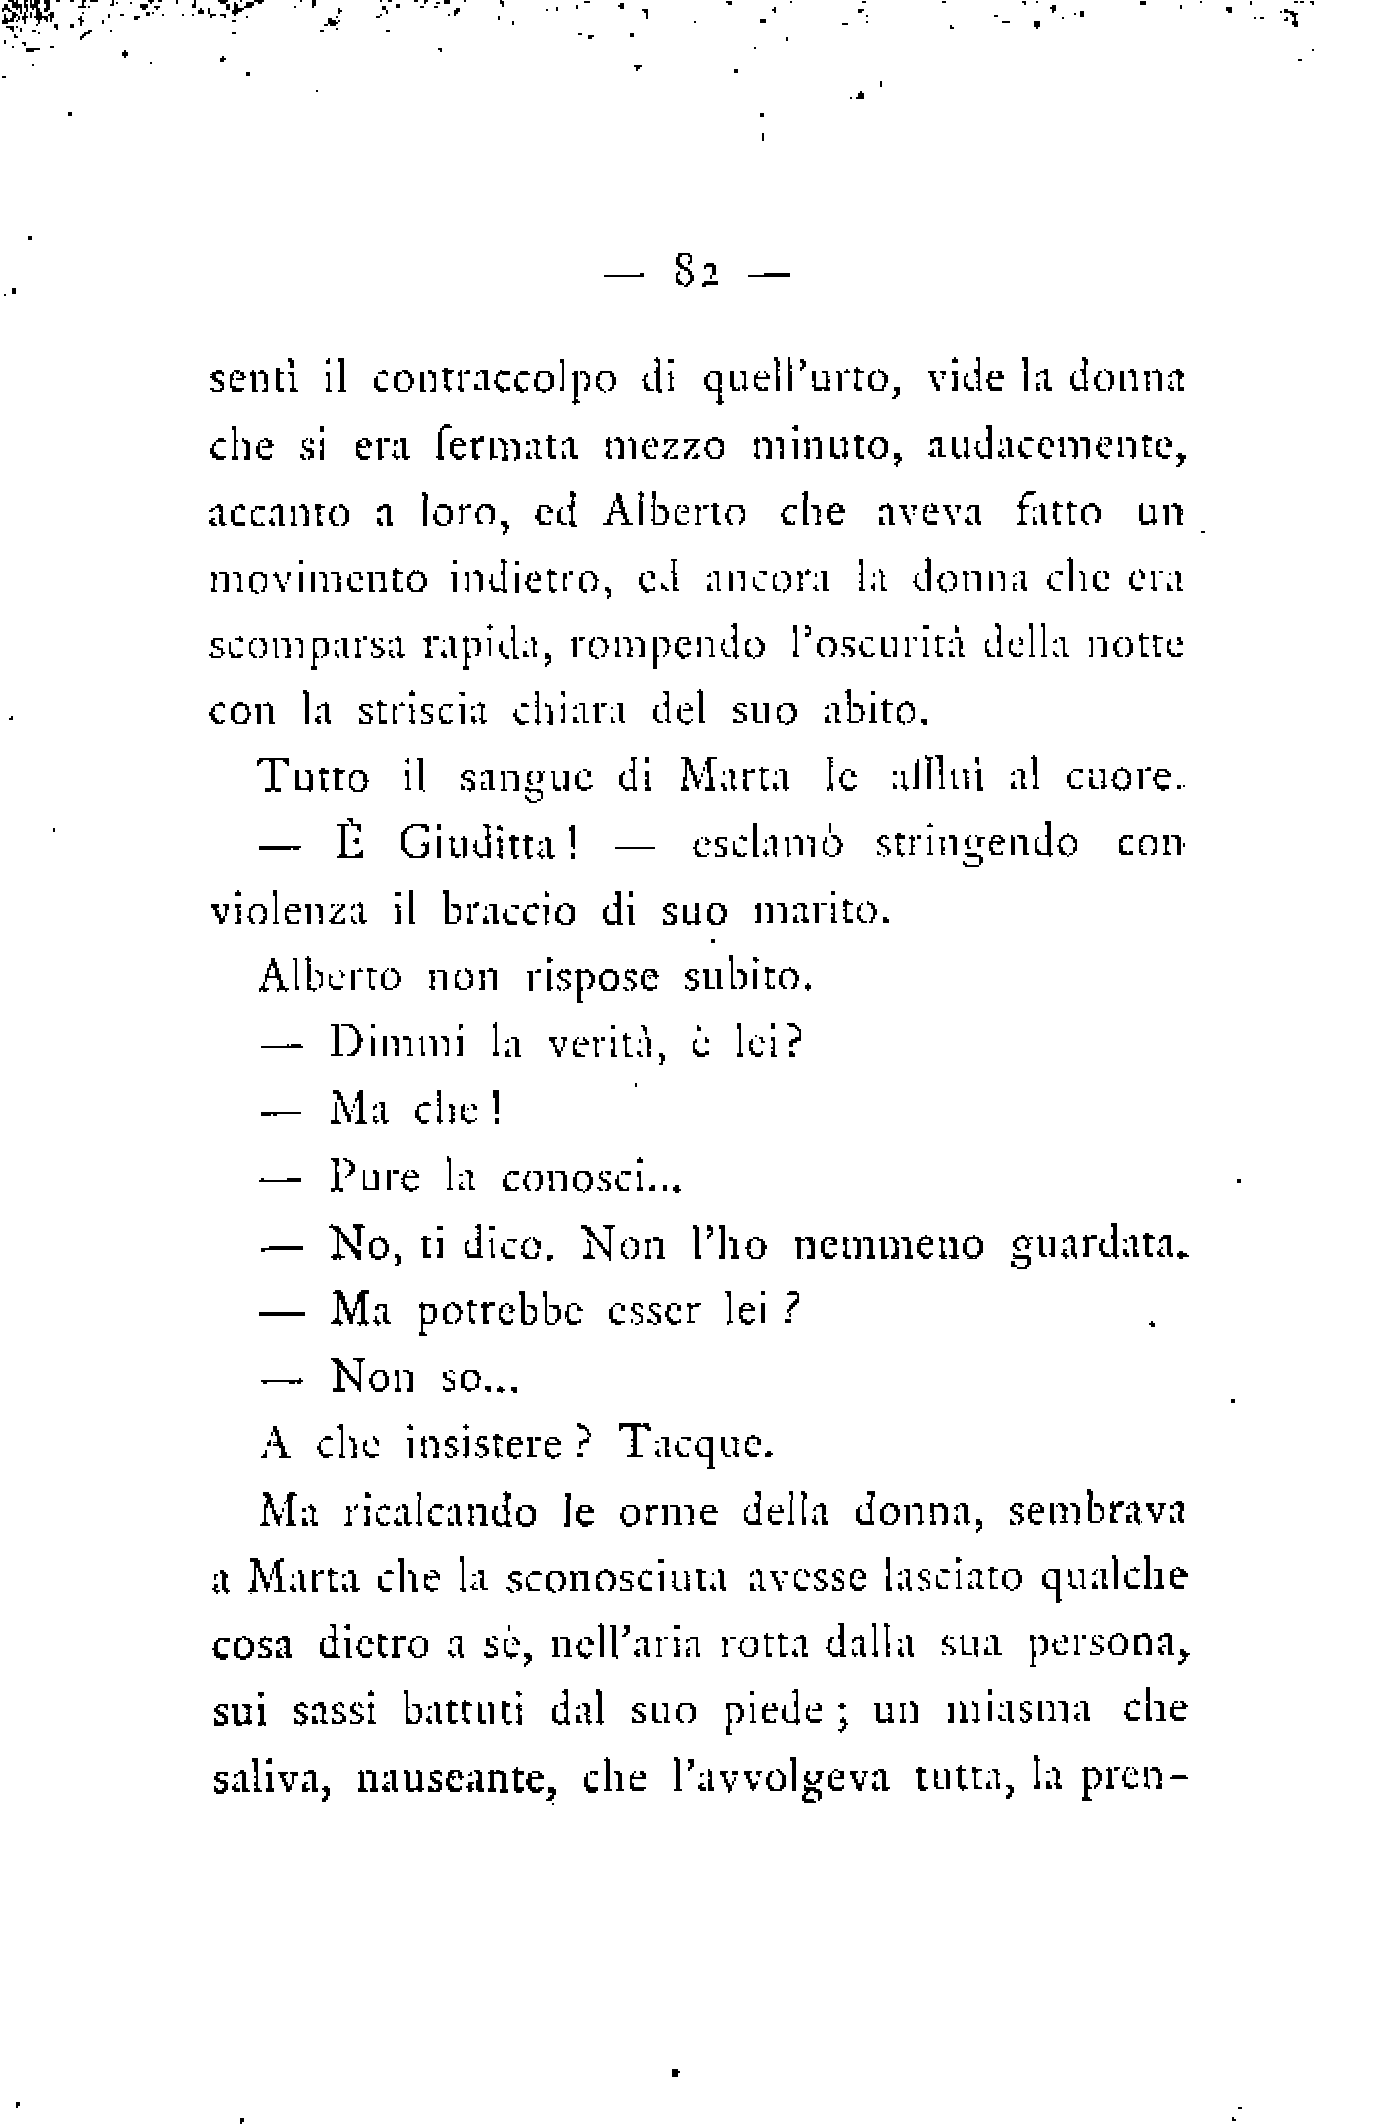 — 82 —
sentì il contraccolpo di quell'urto, vide la donna
che si era fermata mezzo minuto, audacemente,
accanto a loro, ed Alberto che aveva fatto un
movimento indietro, ed ancora la donna che era
scomparsa rapida, rompendo l'oscurità della notte
con la striscia chiara del suo abito.
Tutto il sangue di Marta le affluì al cuore.
— È Giuditta! — esclamò stringendo con
violenza il braccio di suo marito.
Alberto non rispose subito.
— Dimmi la verità, è lei?
— Ma che!
— Pure la conosci...
— No, ti dico. Non l'ho nemmeno guardata.
— Ma potrebbe esser lei?
— Non so...
A che insistere? Tacque.
Ma ricalcando le orme della donna, sembrava
a Marta che la sconosciuta avesse lasciato qualche
cosa dietro a sè, nell'aria rotta dalla sua persona,
sui sassi battuti dal suo piede; un miasma che
saliva, nauseante, che l'avvolgeva tutta, la pren-